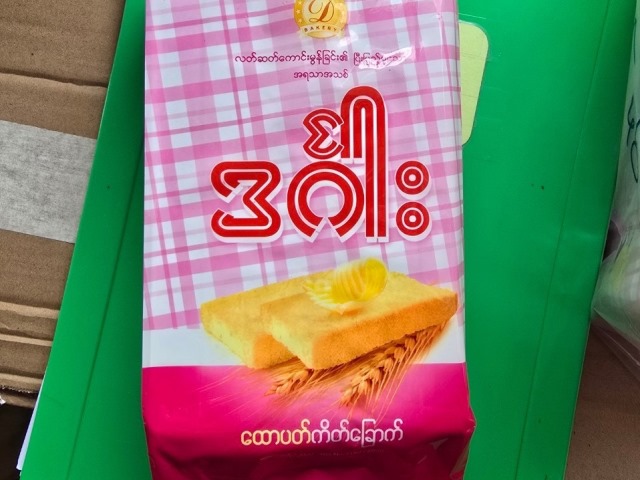 D
BAKERY
လတ်ဆတ်ကောင်းမွန်ခြင်း၏
အရသာအသစ်
ဒင်္ဂါး
ထောပတ်ကိတ်ခြောက်